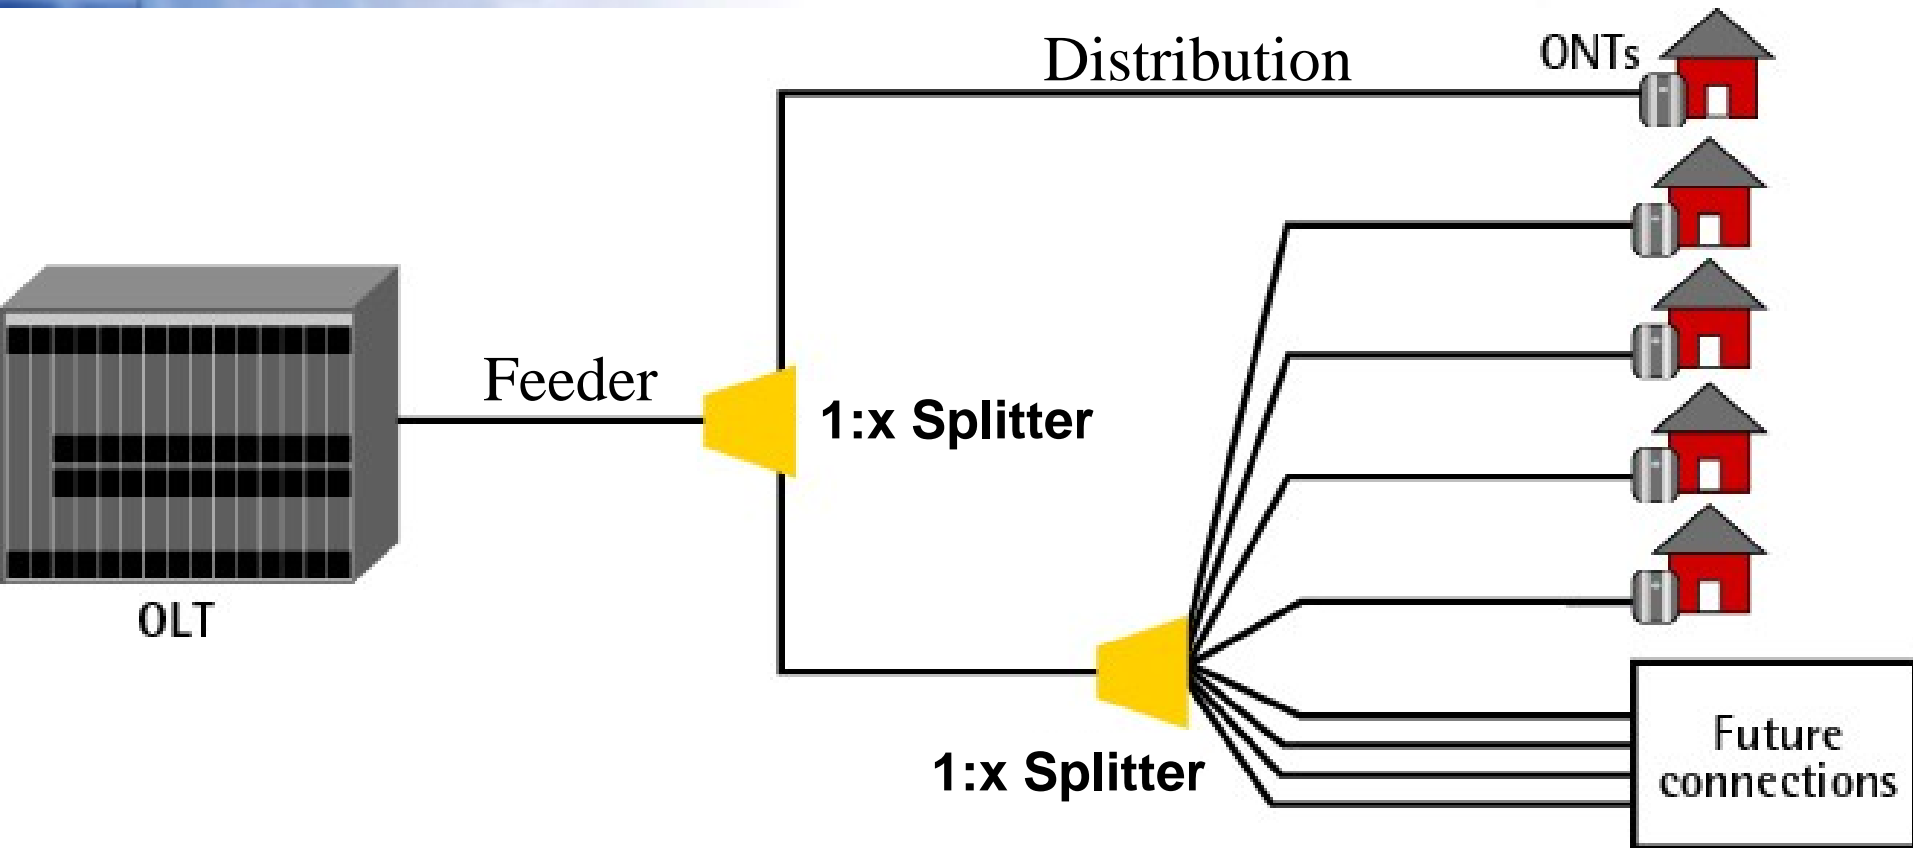 Distribution
ONTs
Feeder
1:x Splitter
OLT
1:x Splitter
Future
connections